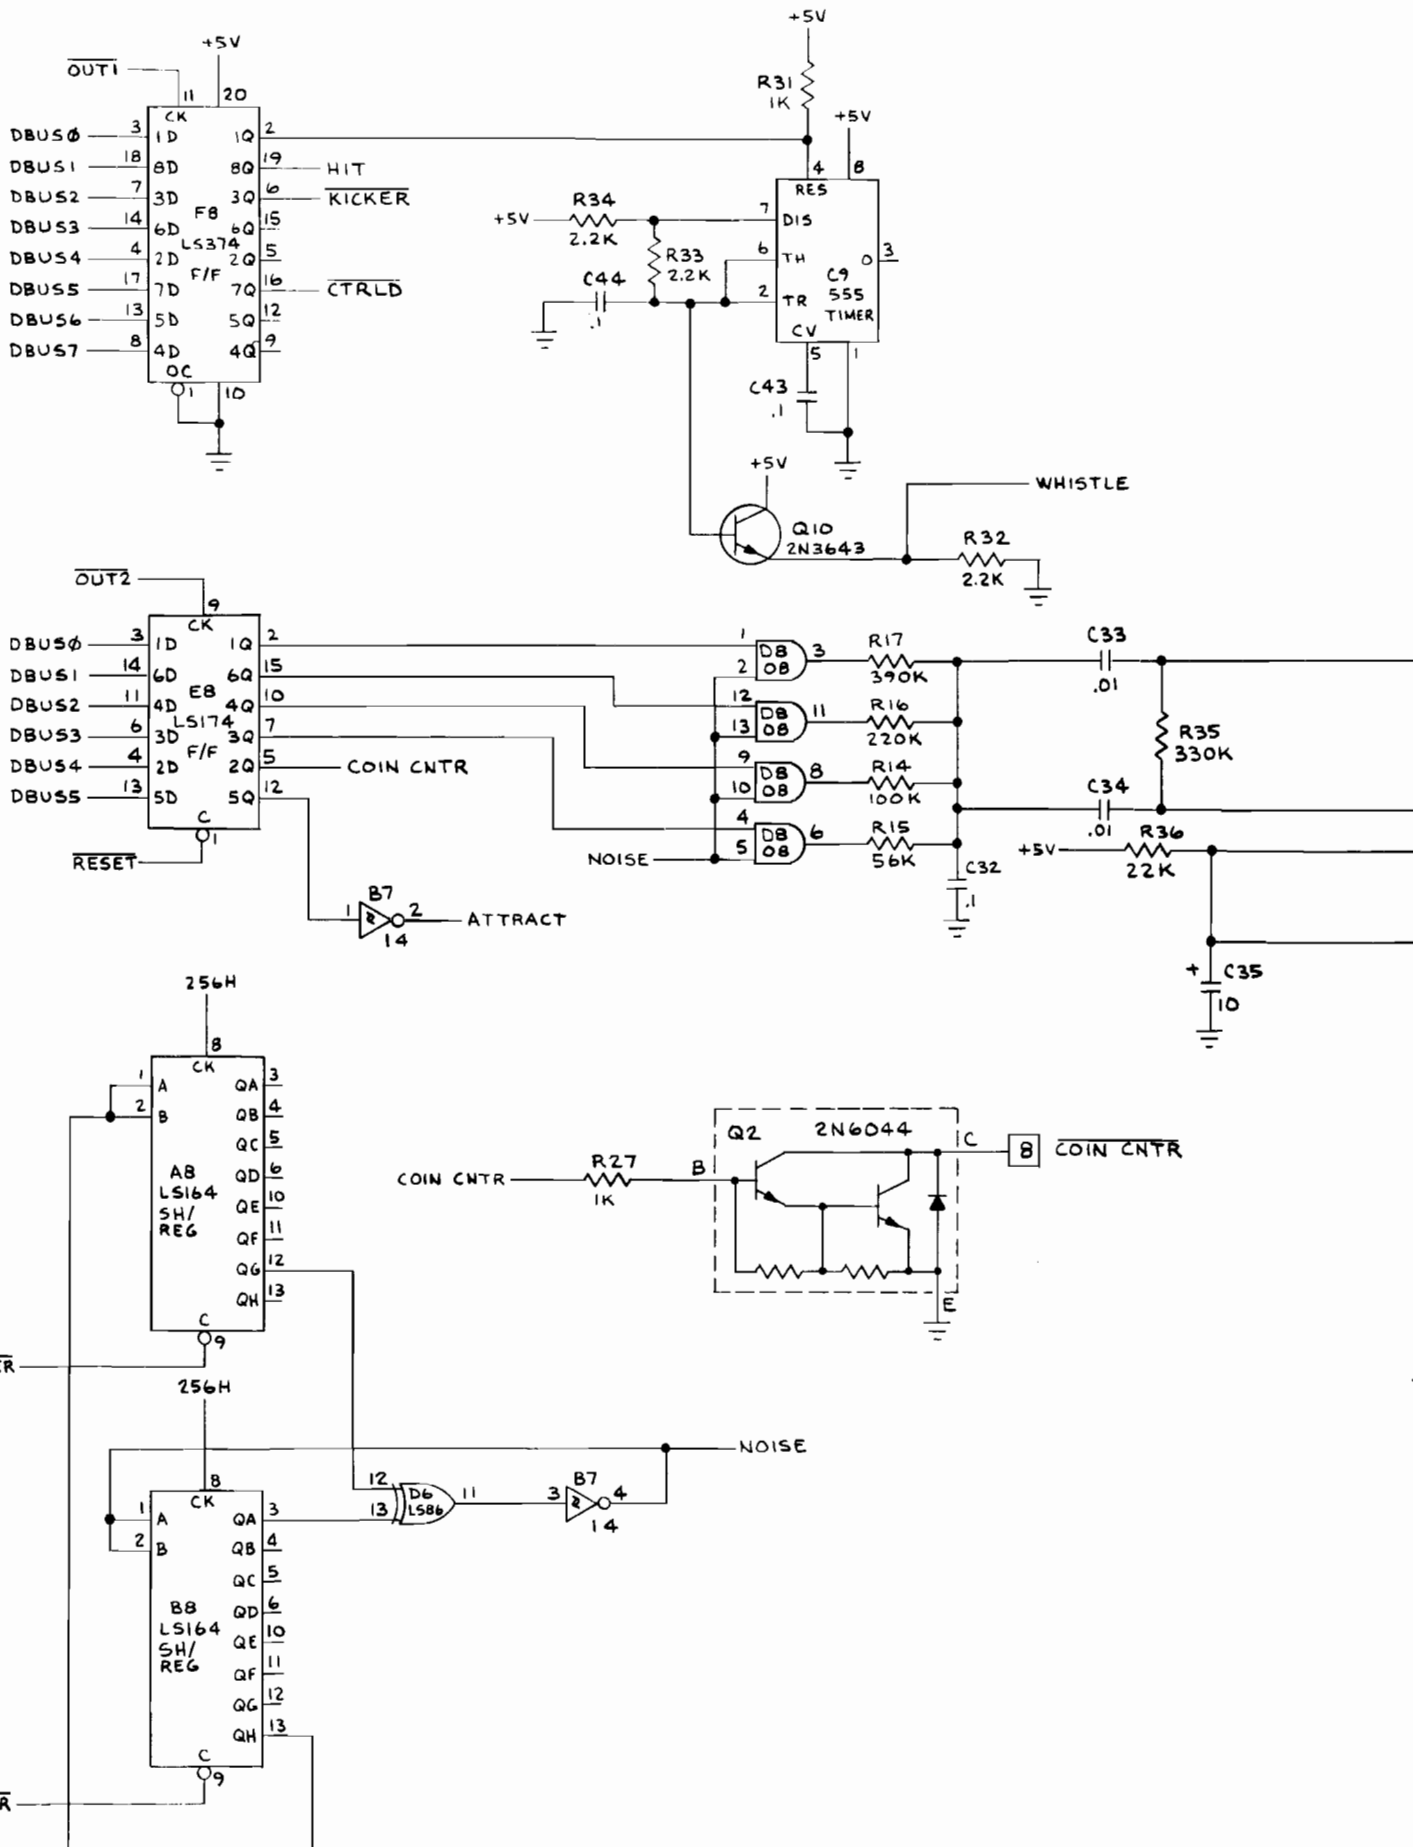 +5V
+5V
OUT1
11 20
R31
1K
+5V
CK
DBUS0 3 1D 1Q 2
4 8
DBUS1 18 8D 8Q 19 HIT
RES
DBUS2 7 3D 3Q 6 KICKER
F8
R34
+5V
2.2K
7 DIS
DBUS3 14 6D 6Q 15
LS374
R33
2.2K
6 TH
O 3
DBUS4 4 2D 2Q 5
F/F
C9
555
TIMER
DBUS5 17 7D 7Q 16 CTRLD
C44
.1
2 TR
DBUS6 13 5D 5Q 12
CV
DBUS7 8 4D 4Q 9
5 1
OC
1 10
C43
.1
+5V
WHISTLE
Q10
2N3643
R32
2.2K
OUT2
9
CK
DBUS0 3 1D 1Q 2
1
2
D8
08
3
R17
390K
C33
.01
DBUS1 14 6D 6Q 15
DBUS2 11 4D 4Q 10
E8
12
13
D8
08
11
R16
220K
R35
330K
DBUS3 6 3D 3Q 7
LS174
F/F
DBUS4 4 2D 2Q 5 COIN CNTR
9
10
D8
08
8
R14
100K
C34
.01
DBUS5 13 5D 5Q 12
C
1
RESET
4
5
D8
08
6
R15
56K
NOISE
+5V
R36
22K
C32
.1
B7
1 2
14
ATTRACT
C35
+
10
256H
8
CK
1 A QA 3
2 B QB 4
QC 5
A8
LS164
SH/
REG
QD 6
QE 10
QF 11
QG 12
QH 13
C
9
Q2 2N6044
C
8 COIN CNTR
COIN CNTR
R27
1K
B
E
R
256H
NOISE
8
CK
12
13
D6
LS86
11
B7
3 4
14
1 A QA 3
2 B QB 4
QC 5
B8
LS164
SH/
REG
QD 6
QE 10
QF 11
QG 12
QH 13
C
9
R